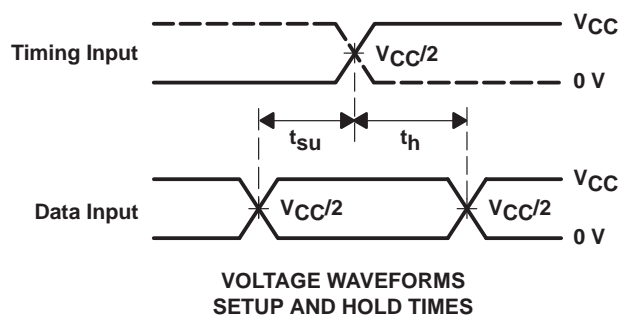 VCC
Timing Input
VCC/2
0 V
tsu
th
VCC
Data Input
VCC/2
VCC/2
0 V
VOLTAGE WAVEFORMS
SETUP AND HOLD TIMES